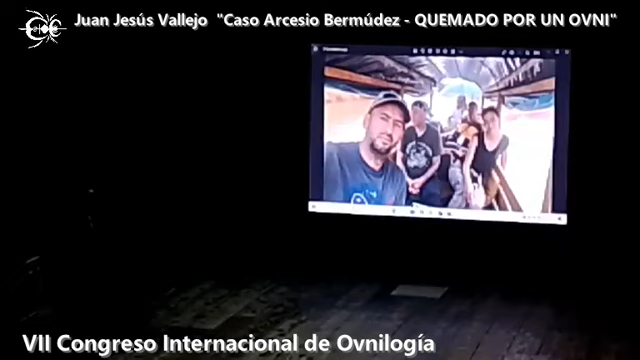 Juan Jesús Vallejo "Caso Arcesio Bermúdez - QUEMADO POR UN OVNI"
VII Congreso Internacional de Ovnilogía